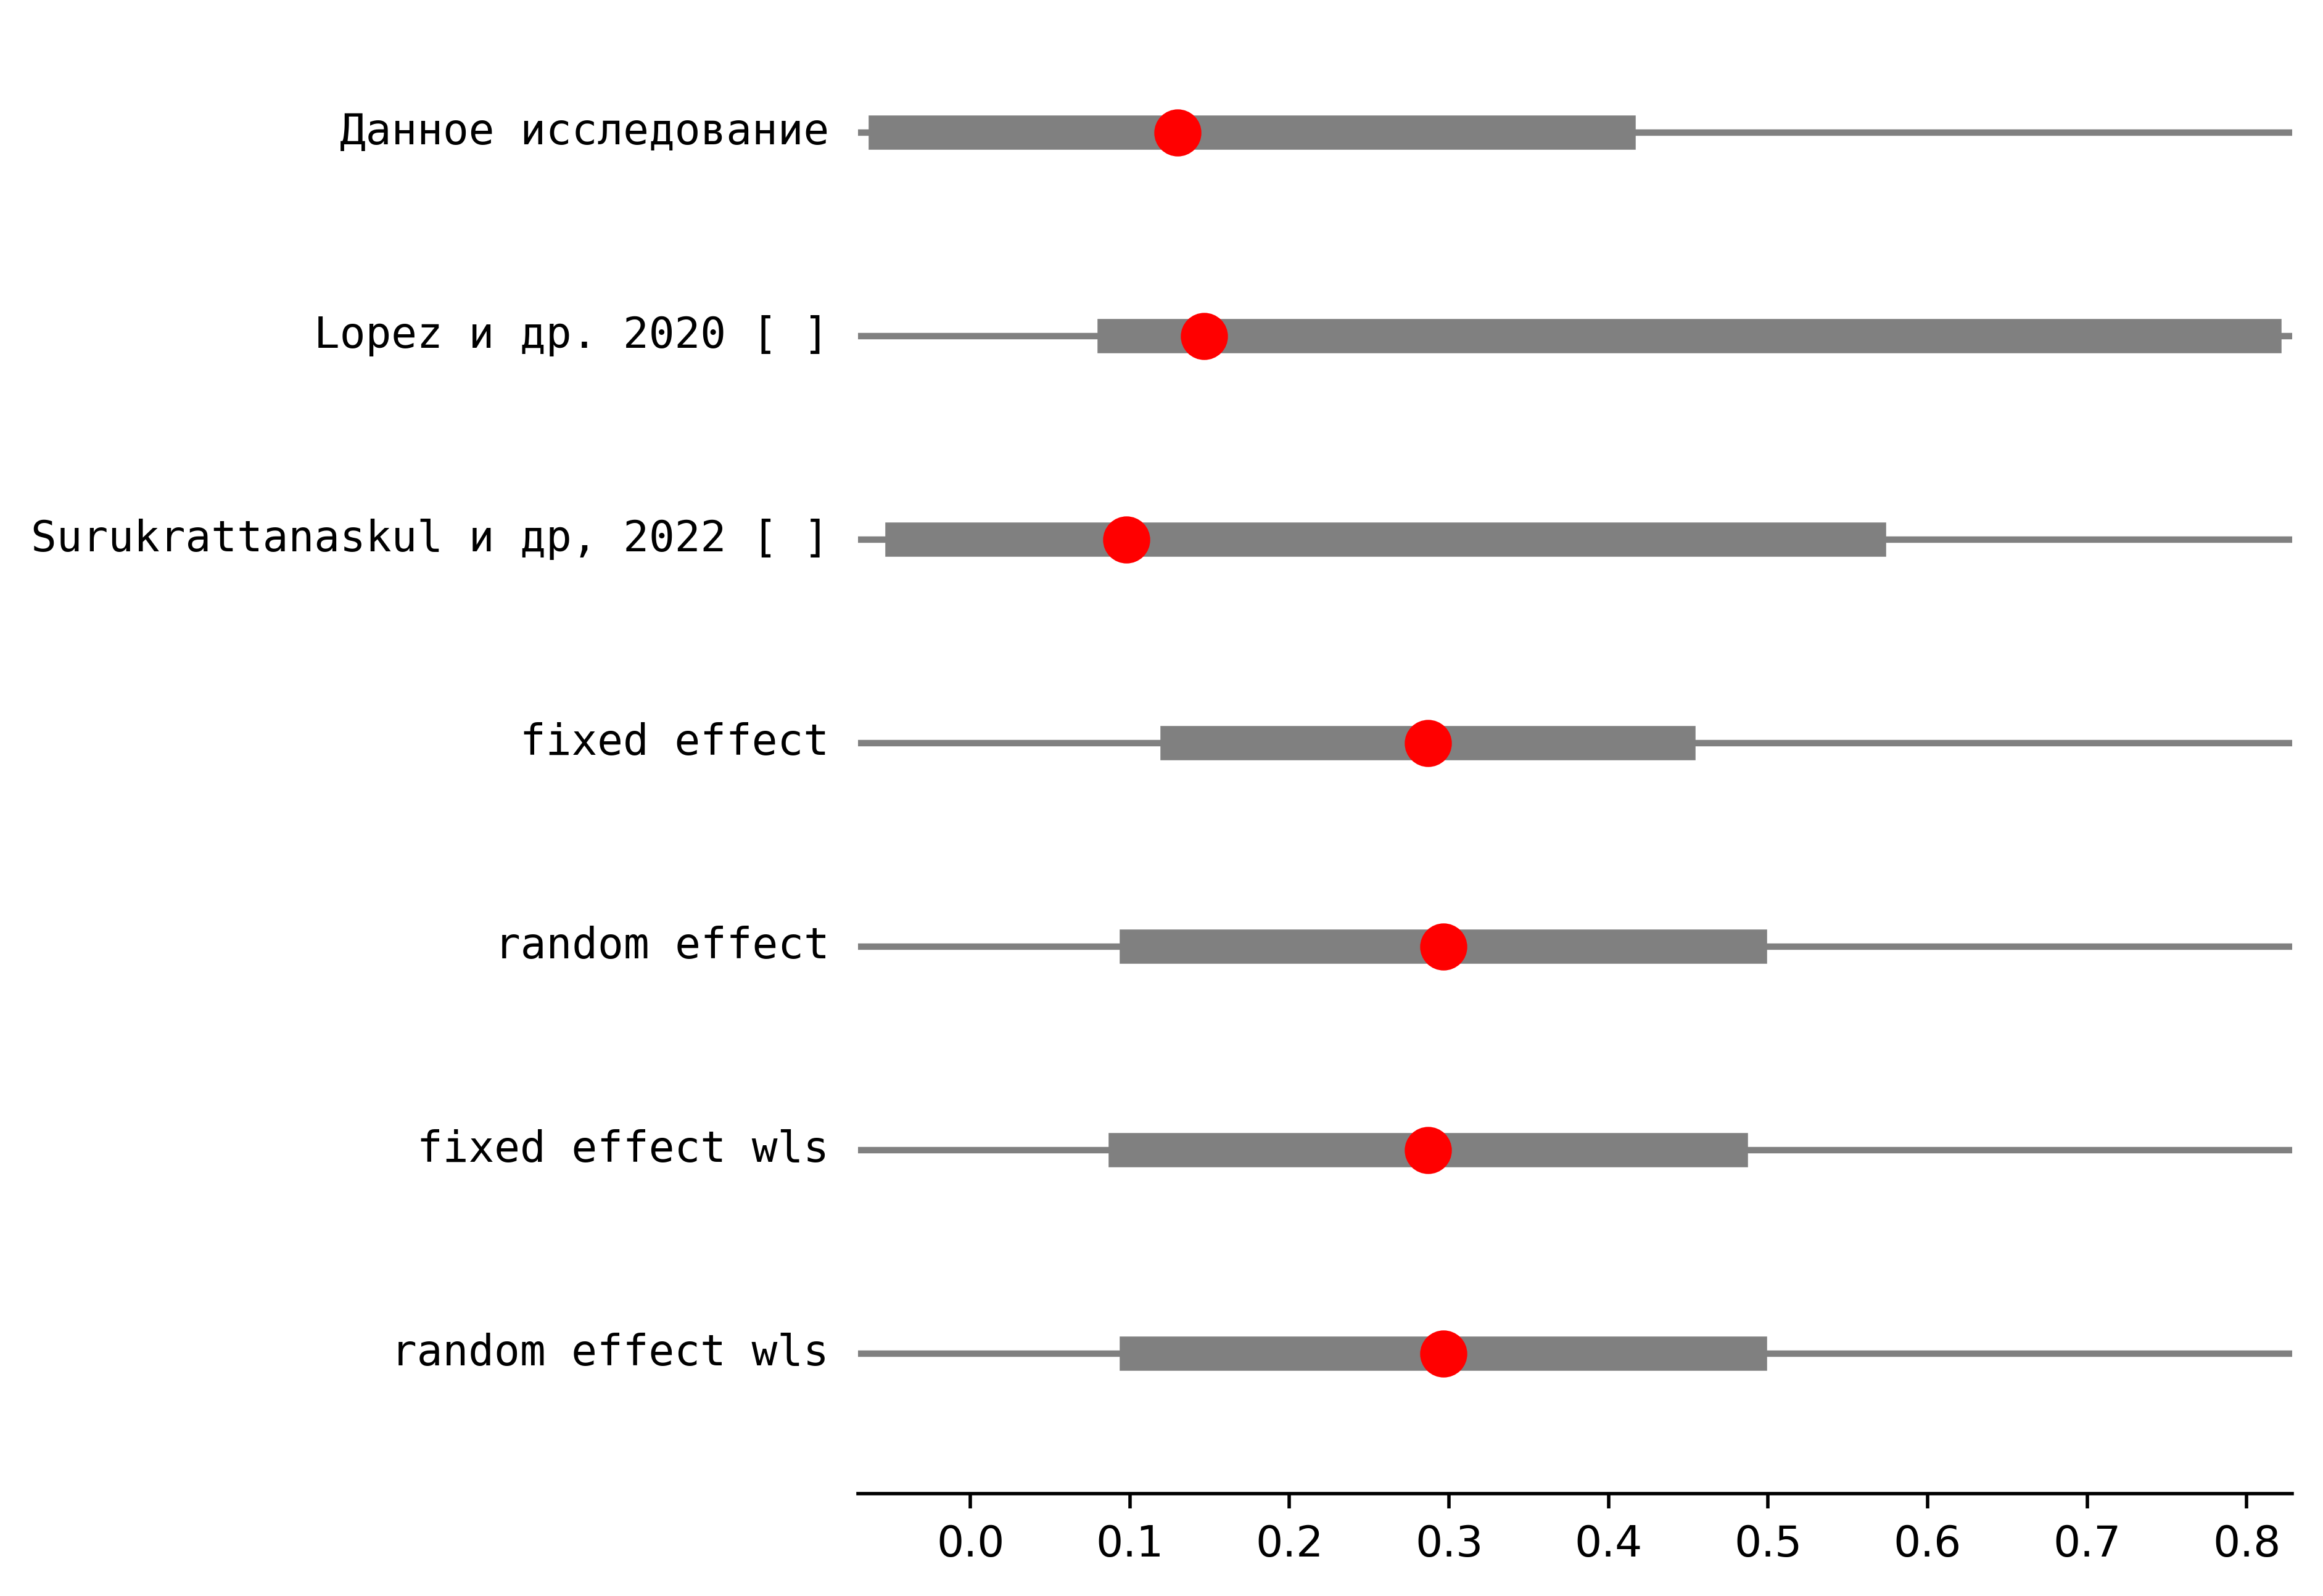 Данное исследование
Lopez и др. 2020 [ ]
Surukrattanaskul и др, 2022 [ ]
fixed effect
random effect
fixed effect wls
random effect wls
0.0 0.1 0.2 0.3 0.4 0.5 0.6 0.7 0.8